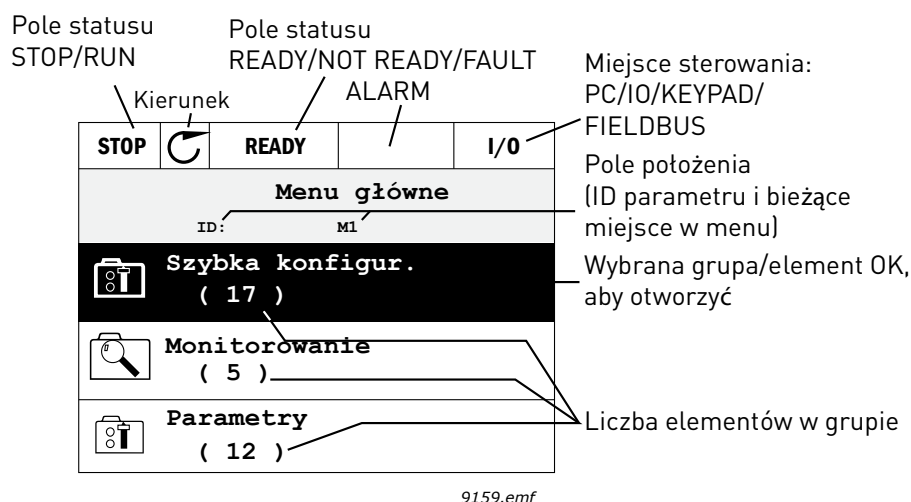 Pole statusu
STOP/RUN
Pole statusu
READY/NOT READY/FAULT
ALARM
Kierunek
Miejsce sterowania:
PC/IO/KEYPAD/
FIELDBUS
STOP
READY
I/O
Menu główne
ID:
M1
Pole położenia
(ID parametru i bieżące
miejsce w menu)
Szybka konfigur.
( 17 )
Wybrana grupa/element OK,
aby otworzyć
Monitorowanie
( 5 )
Parametry
( 12 )
Liczba elementów w grupie
9159.emf